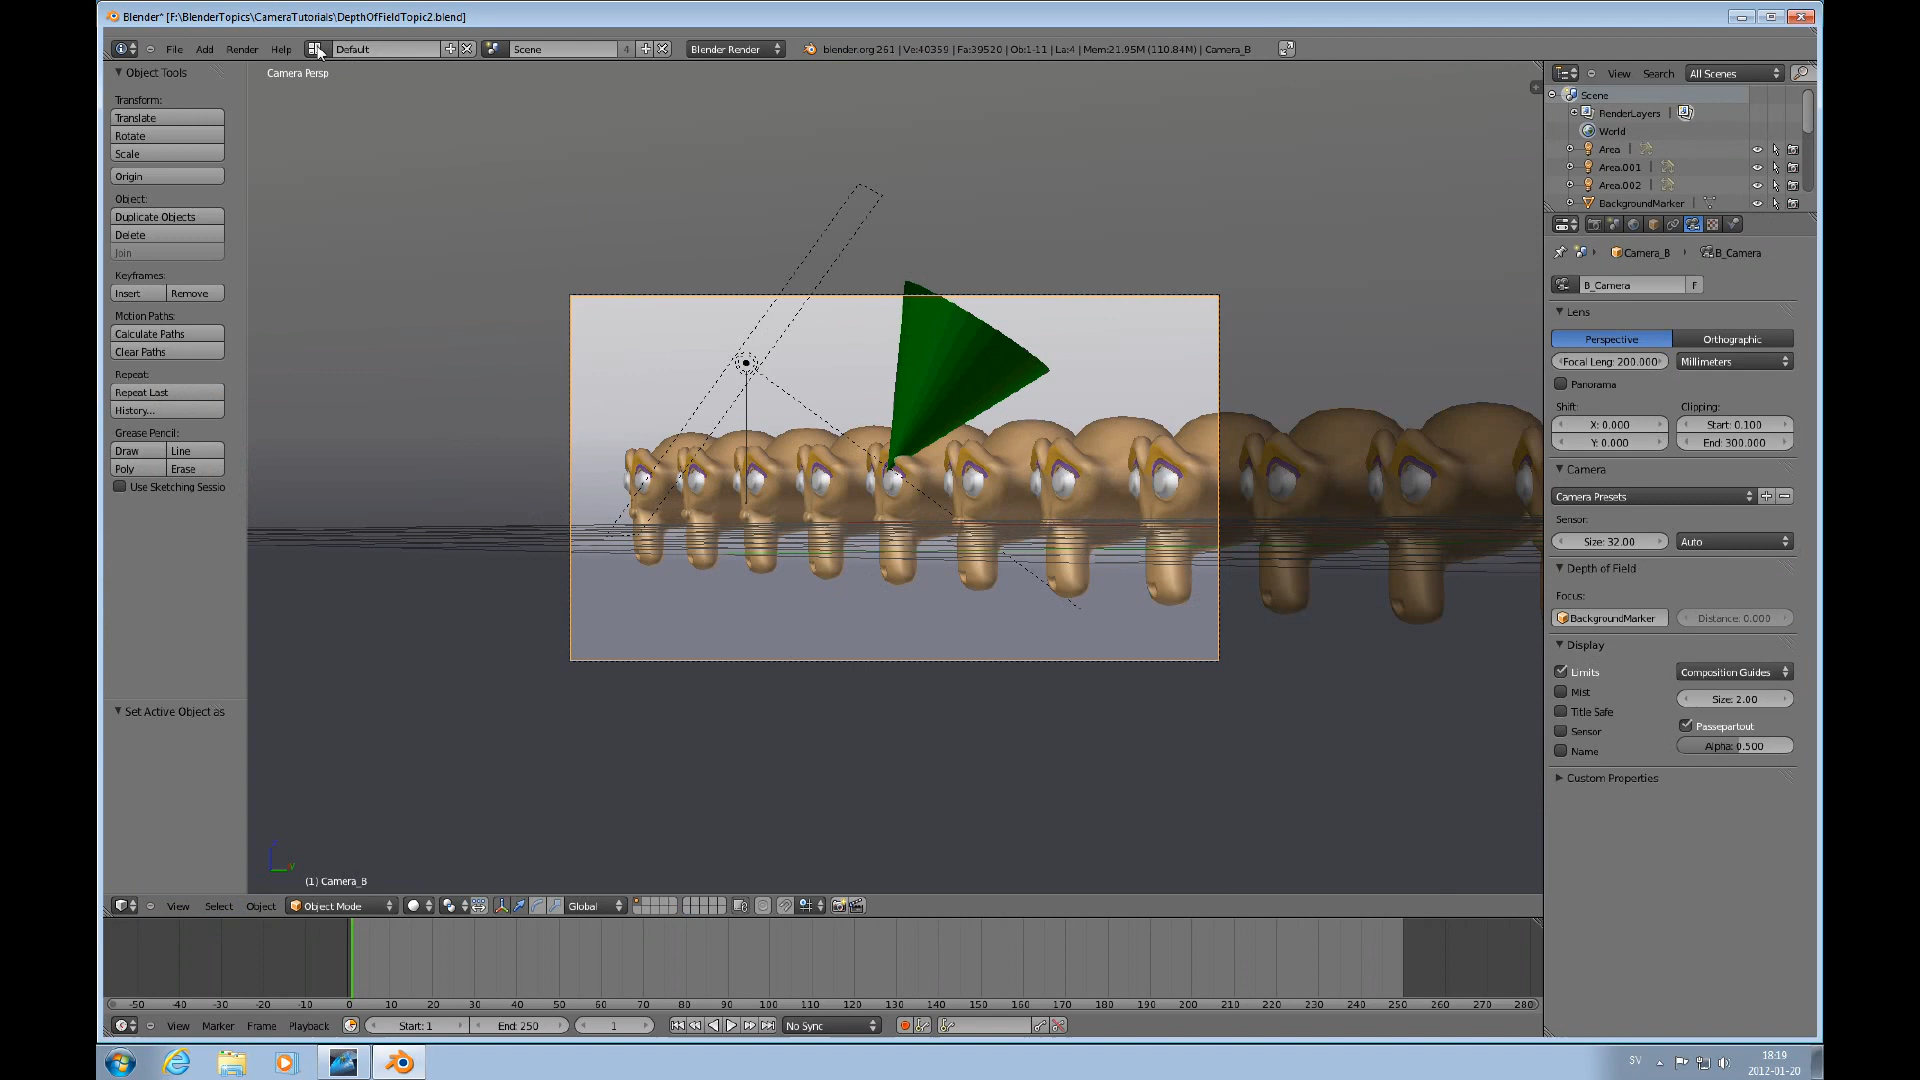 Blender* [F:\BlenderTopics\CameraTutorials\DepthOfFieldTopic2.blend]
File Add Render Help Default Scene 4 Blender Render blender.org 261 | Ve:40359 | Fa:39520 | Ob:1-11 | La:4 | Mem:21.95M (110.84M) | Camera_B
Object Tools
Transform:
Translate
Rotate
Scale
Origin
Object:
Duplicate Objects
Delete
Join
Keyframes:
Insert Remove
Motion Paths:
Calculate Paths
Clear Paths
Repeat:
Repeat Last
History...
Grease Pencil:
Draw Line
Poly Erase
Use Sketching Sessio
Set Active Object as
Camera Persp
(1) Camera_B
View Select Object Object Mode Global
-50 -40 -30 -20 -10 0 10 20 30 40 50 60 70 80 90 100 110 120 130 140 150 160 170 180 190 200 210 220 230 240 250 260 270 280
View Marker Frame Playback Start: 1 End: 250 1 No Sync
View Search All Scenes
Scene
RenderLayers |
World
Area |
Area.001 |
Area.002 |
BackgroundMarker |
Camera_B B_Camera
B_Camera F
Lens
Perspective Orthographic
Focal Len: 200.000 Millimeters
Panorama
Shift: Clipping:
X: 0.000 Start: 0.100
Y: 0.000 End: 300.000
Camera
Camera Presets
Sensor:
Size: 32.00 Auto
Depth of Field
Focus:
BackgroundMarker Distance: 0.000
Display
Limits Composition Guides
Mist Size: 2.00
Title Safe
Sensor Passepartout
Name Alpha: 0.500
Custom Properties
SV 18:19
2012-01-20